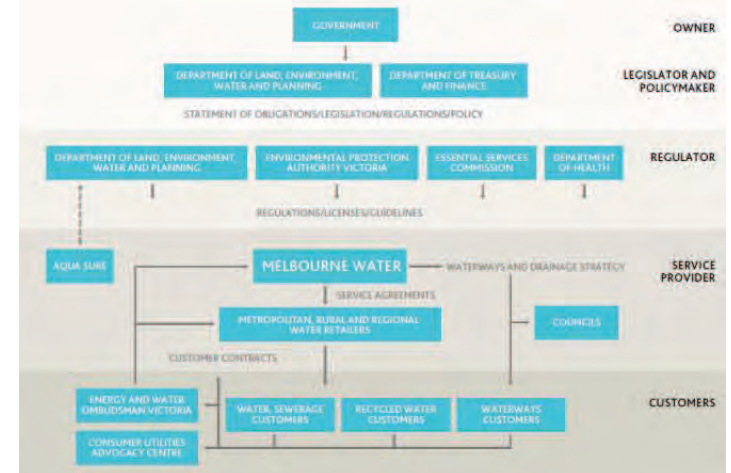 GOVERNMENT
OWNER
DEPARTMENT OF LAND, ENVIRONMENT,
WATER AND PLANNING
DEPARTMENT OF TREASURY
AND FINANCE
LEGISLATOR AND
POLICYMAKER
STATEMENT OF OBLIGATIONS/LEGISLATION/REGULATIONS/POLICY
DEPARTMENT OF LAND, ENVIRONMENT,
WATER AND PLANNING
ENVIRONMENTAL PROTECTION
AUTHORITY VICTORIA
ESSENTIAL SERVICES
COMMISSION
DEPARTMENT
OF HEALTH
REGULATOR
REGULATIONS/LICENSES/GUIDELINES
AQUA SURE
MELBOURNE WATER
WATERWAYS AND DRAINAGE STRATEGY
SERVICE
PROVIDER
SERVICE AGREEMENTS
METROPOLITAN, RURAL AND REGIONAL
WATER RETAILERS
COUNCILS
CUSTOMER CONTRACTS
ENERGY AND WATER
OMBUDSMAN VICTORIA
WATER, SEWERAGE
CUSTOMERS
RECYCLED WATER
CUSTOMERS
WATERWAYS
CUSTOMERS
CUSTOMERS
CONSUMER UTILITIES
ADVOCACY CENTRE